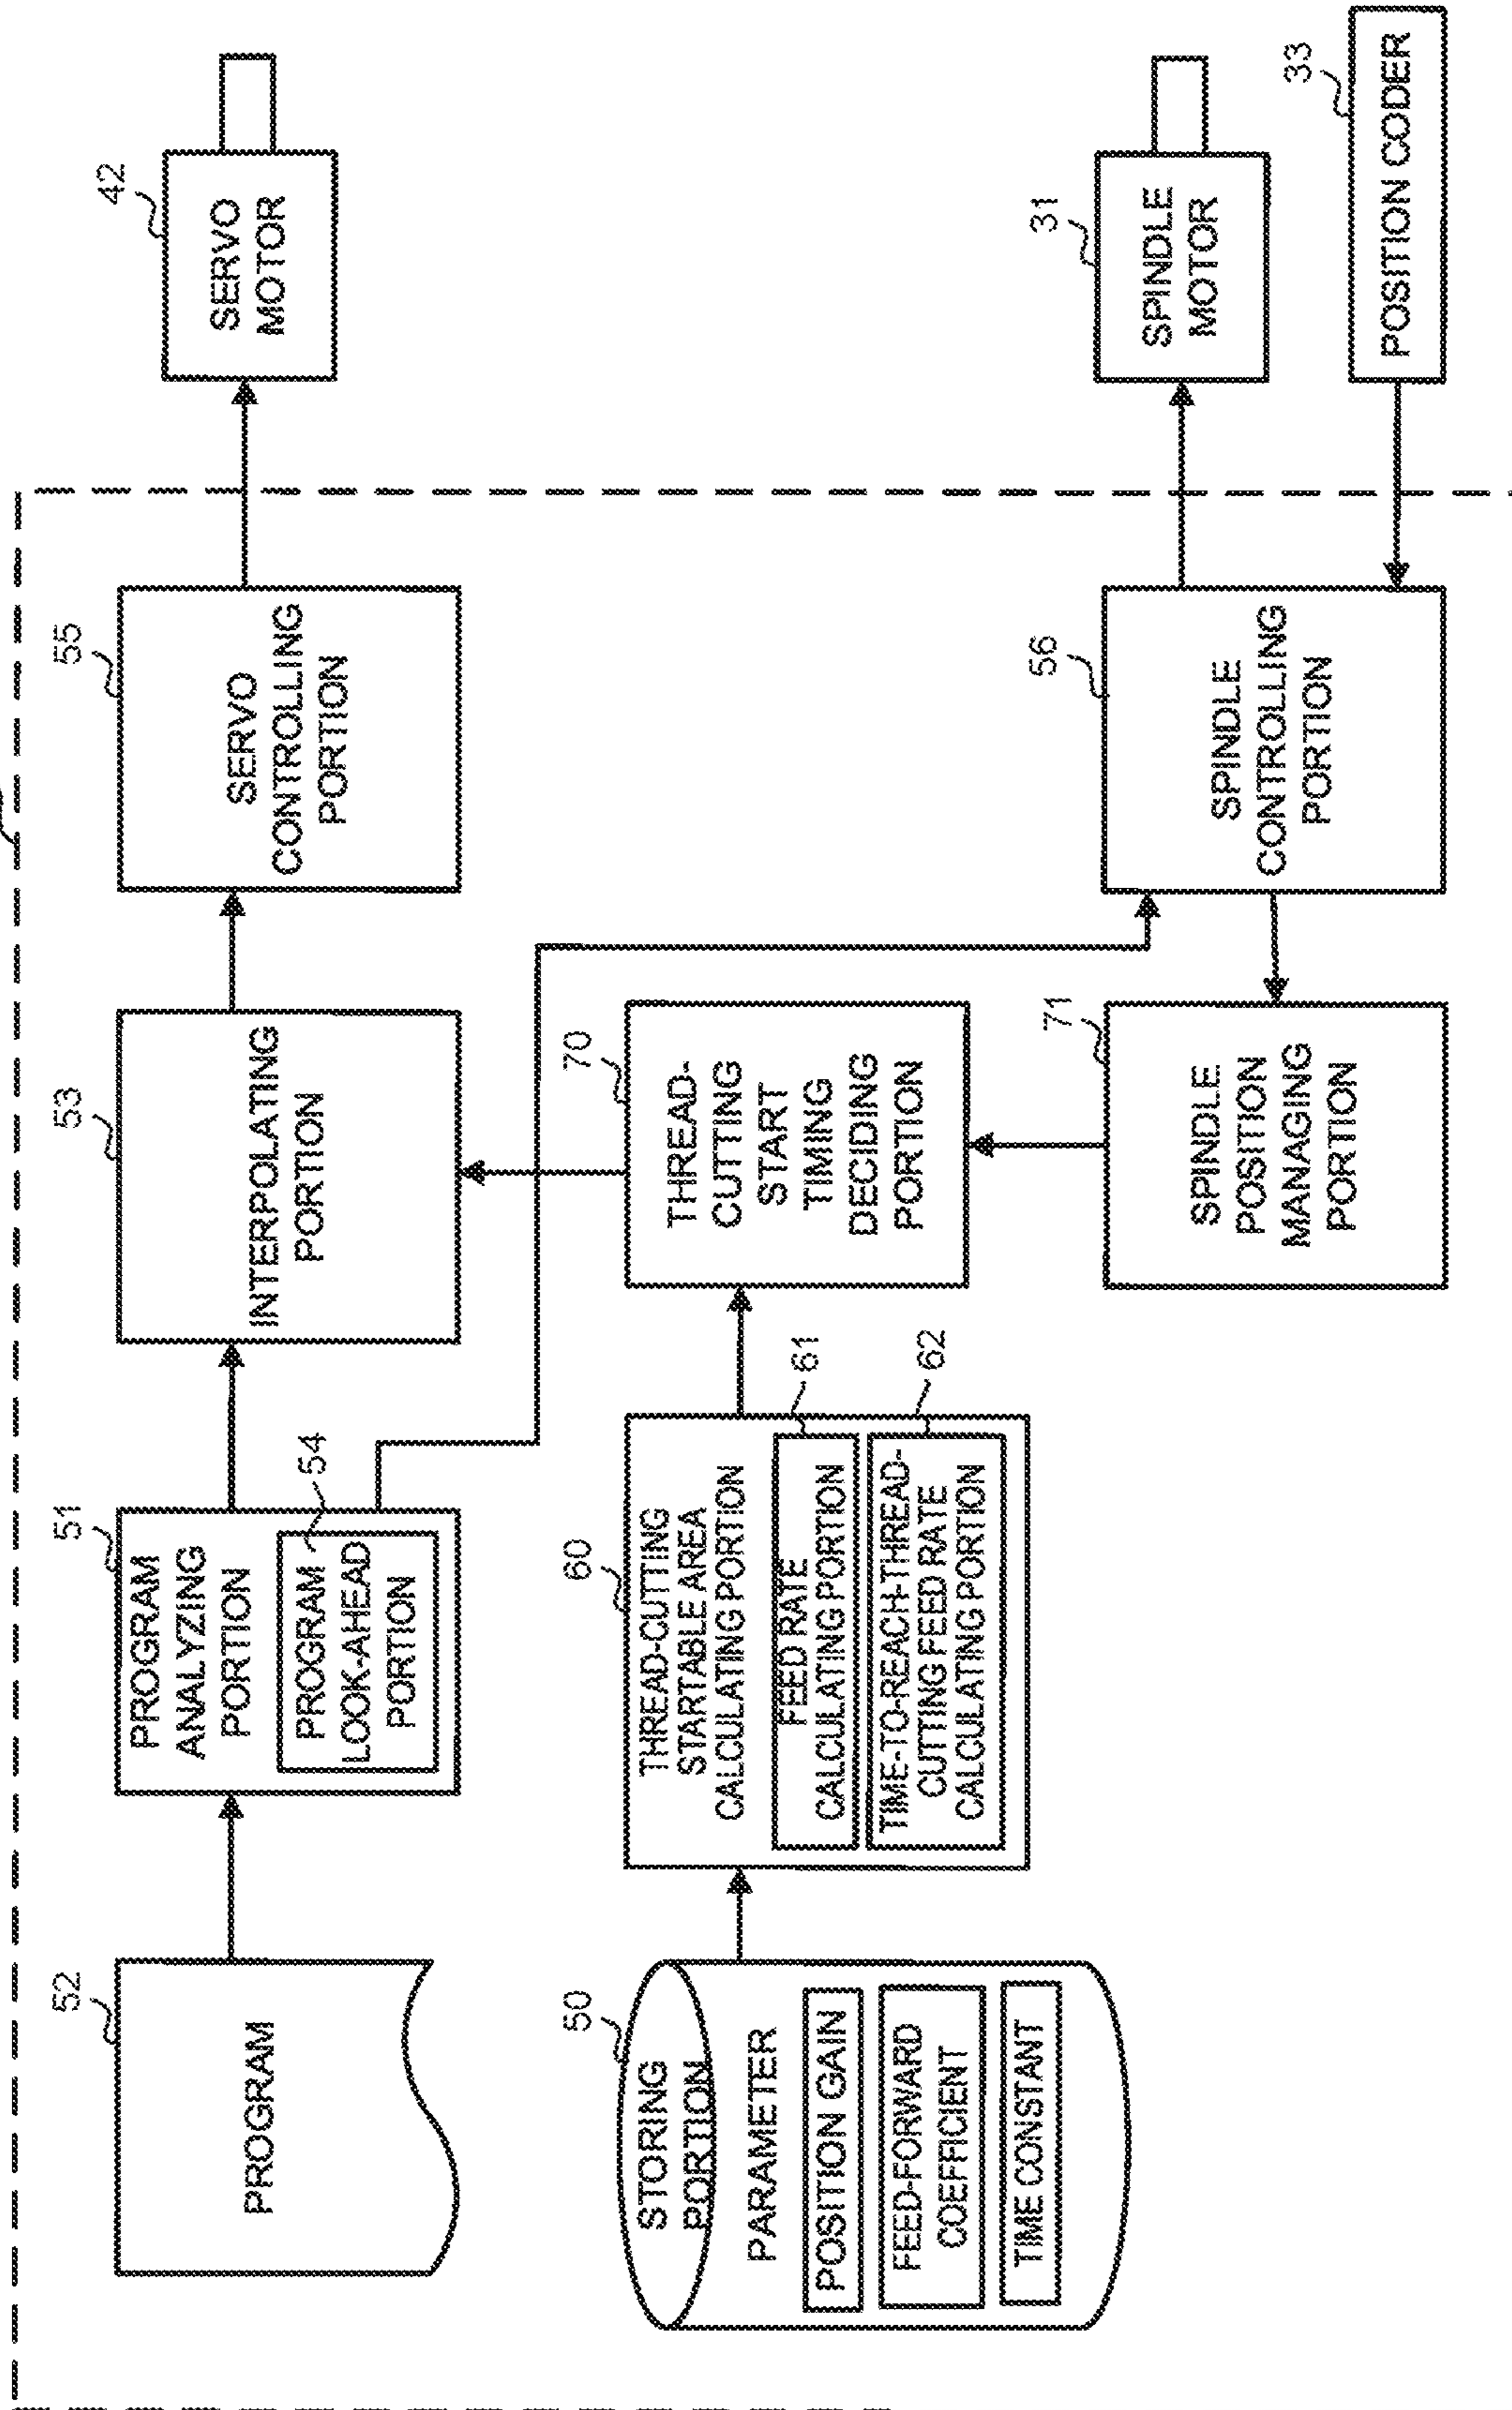 52
PROGRAM
51
PROGRAM
ANALYZING
PORTION
54
PROGRAM
LOOK-AHEAD
PORTION
53
INTERPOLATING
PORTION
55
SERVO
CONTROLLING
PORTION
42
SERVO
MOTOR
50
STORING
PORTION
PARAMETER
POSITION GAIN
FEED-FORWARD
COEFFICIENT
TIME CONSTANT
60
THREAD-CUTTING
STARTABLE AREA
CALCULATING PORTION
61
FEED RATE
CALCULATING PORTION
62
TIME-TO-REACH-THREAD-
CUTTING FEED RATE
CALCULATING PORTION
70
THREAD-
CUTTING
START
TIMING
DECIDING
PORTION
71
SPINDLE
POSITION
MANAGING
PORTION
56
SPINDLE
CONTROLLING
PORTION
31
SPINDLE
MOTOR
33
POSITION CODER